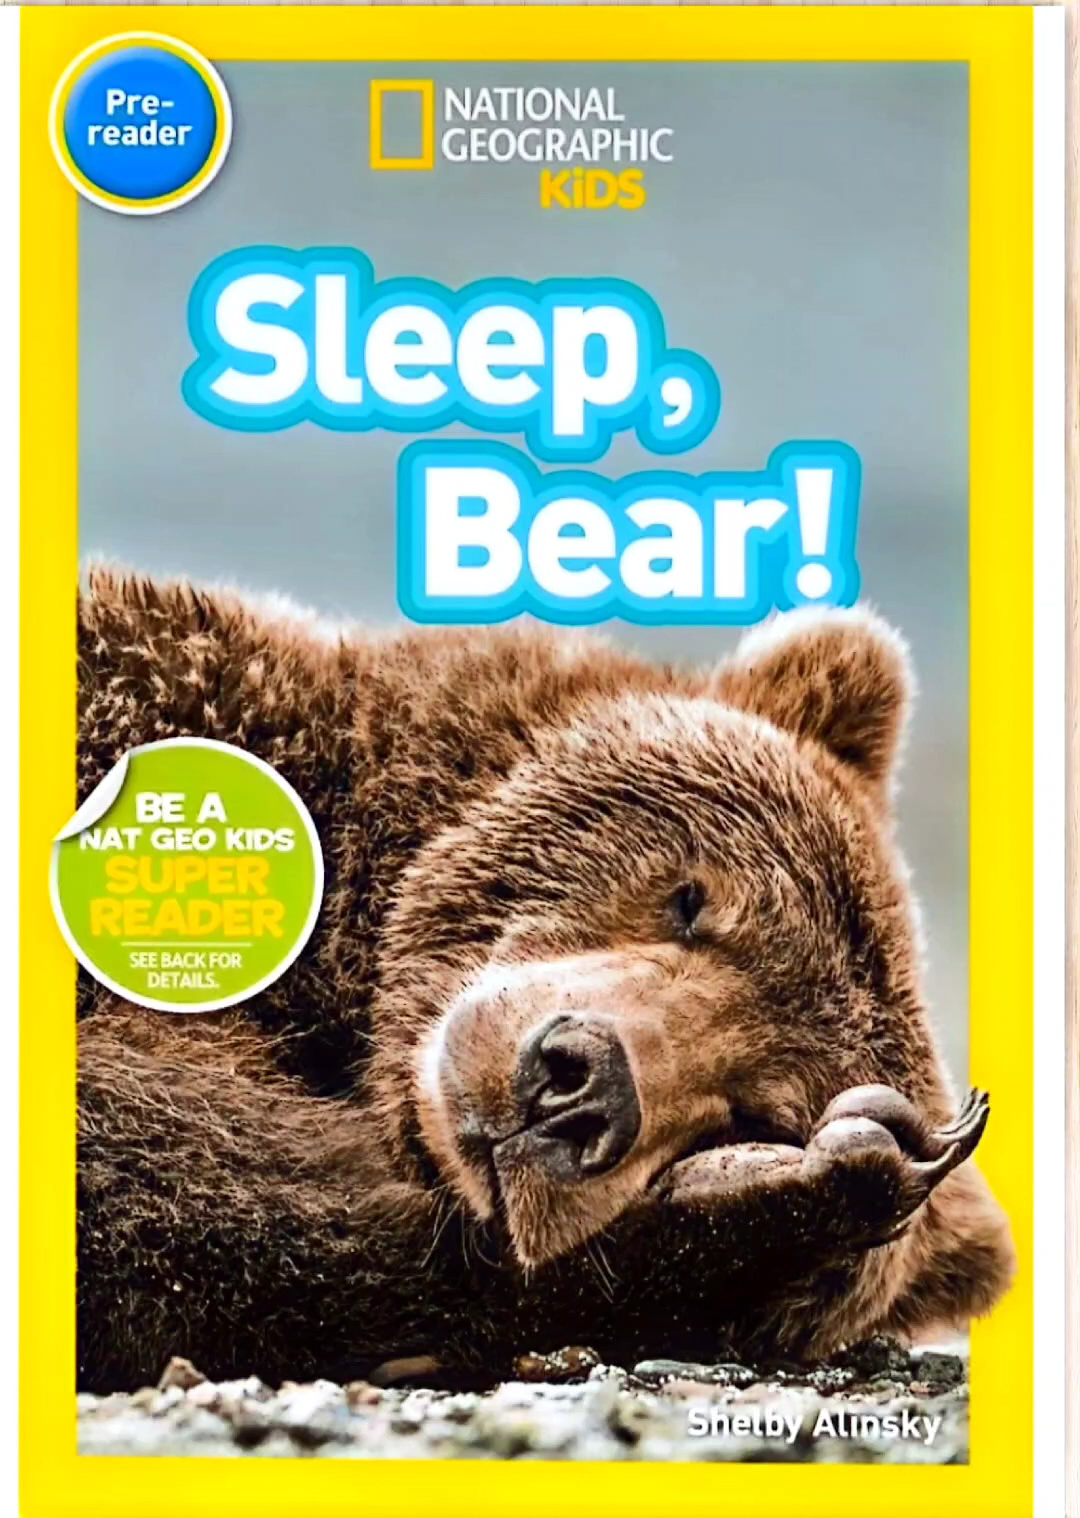 Pre-
reader
NATIONAL
GEOGRAPHIC
KiDS
Sleep,
Bear!
BE A
NAT GEO KIDS
SUPER
READER
SEE BACK FOR
DETAILS.
Shelby Alinsky